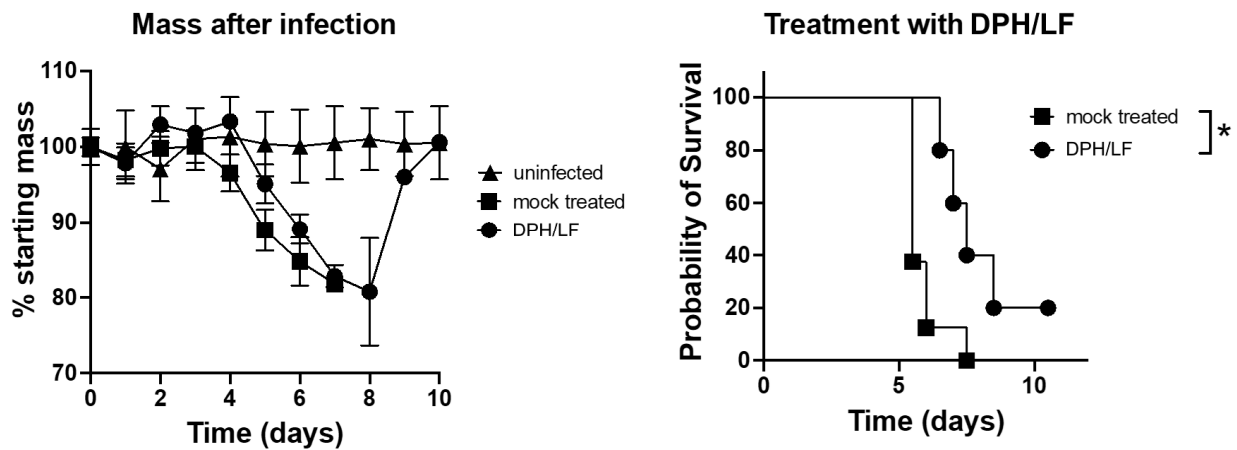 Mass after infection
% starting mass
110
100
90
80
70
0
2
4
6
8
10
Time (days)
uninfected
mock treated
DPH/LF
Treatment with DPH/LF
Probability of Survival
100
80
60
40
20
0
0
5
10
Time (days)
mock treated
DPH/LF
*